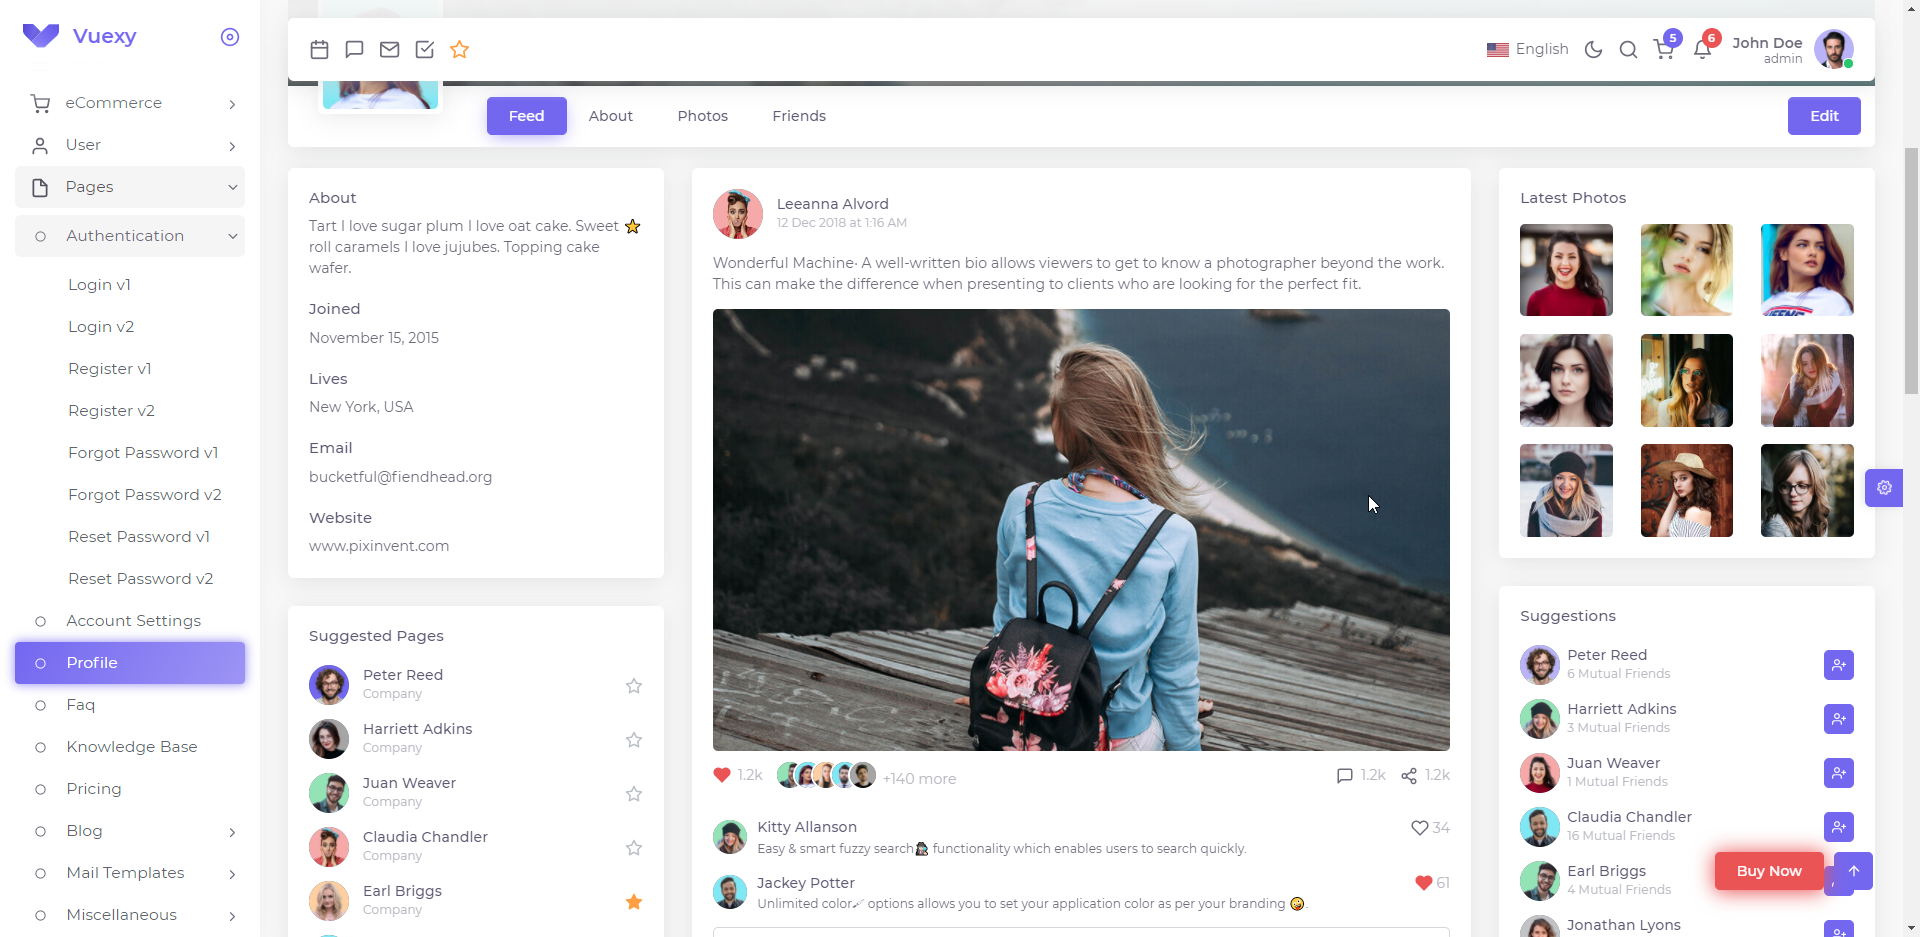 Vuexy
eCommerce
User
Pages
Authentication
Login v1
Login v2
Register v1
Register v2
Forgot Password v1
Forgot Password v2
Reset Password v1
Reset Password v2
Account Settings
Profile
Faq
Knowledge Base
Pricing
Blog
Mail Templates
Miscellaneous
English
5
6
John Doe
admin
Feed
About
Photos
Friends
Edit
About
Tart I love sugar plum I love oat cake. Sweet ⭐
roll caramels I love jujubes. Topping cake
wafer.
Joined
November 15, 2015
Lives
New York, USA
Email
bucketful@fiendhead.org
Website
www.pixinvent.com
Suggested Pages
Peter Reed
Company
Harriett Adkins
Company
Juan Weaver
Company
Claudia Chandler
Company
Earl Briggs
Company
Leeanna Alvord
12 Dec 2018 at 1:16 AM
Wonderful Machine· A well-written bio allows viewers to get to know a photographer beyond the work.
This can make the difference when presenting to clients who are looking for the perfect fit.
1.2k
+140 more
1.2k
1.2k
Kitty Allanson
34
Easy & smart fuzzy search🕵🏻 functionality which enables users to search quickly.
Jackey Potter
61
Unlimited color🖌 options allows you to set your application color as per your branding 🤪.
Latest Photos
Suggestions
Peter Reed
6 Mutual Friends
Harriett Adkins
3 Mutual Friends
Juan Weaver
1 Mutual Friends
Claudia Chandler
16 Mutual Friends
Earl Briggs
4 Mutual Friends
Jonathan Lyons
Buy Now